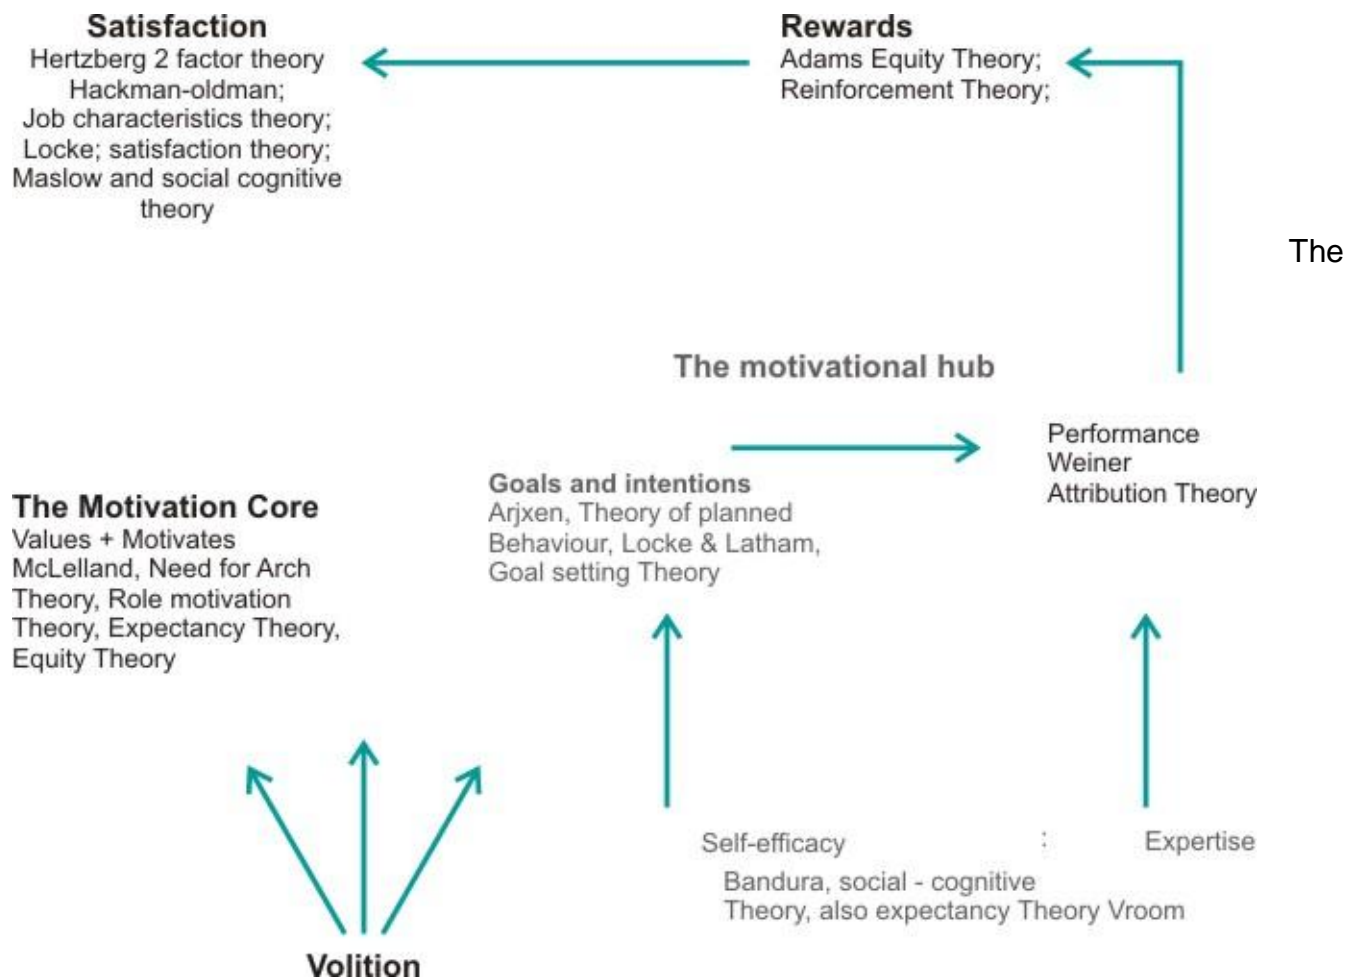 Satisfaction
Hertzberg 2 factor theory
Hackman-oldman;
Job characteristics theory;
Locke; satisfaction theory;
Maslow and social cognitive
theory
Rewards
Adams Equity Theory;
Reinforcement Theory;
The
The motivational hub
Performance
Weiner
Attribution Theory
Goals and intentions
Arjxen, Theory of planned
Behaviour, Locke & Latham,
Goal setting Theory
The Motivation Core
Values + Motivates
McLelland, Need for Arch
Theory, Role motivation
Theory, Expectancy Theory,
Equity Theory
Self-efficacy : Expertise
Bandura, social - cognitive
Theory, also expectancy Theory Vroom
Volition